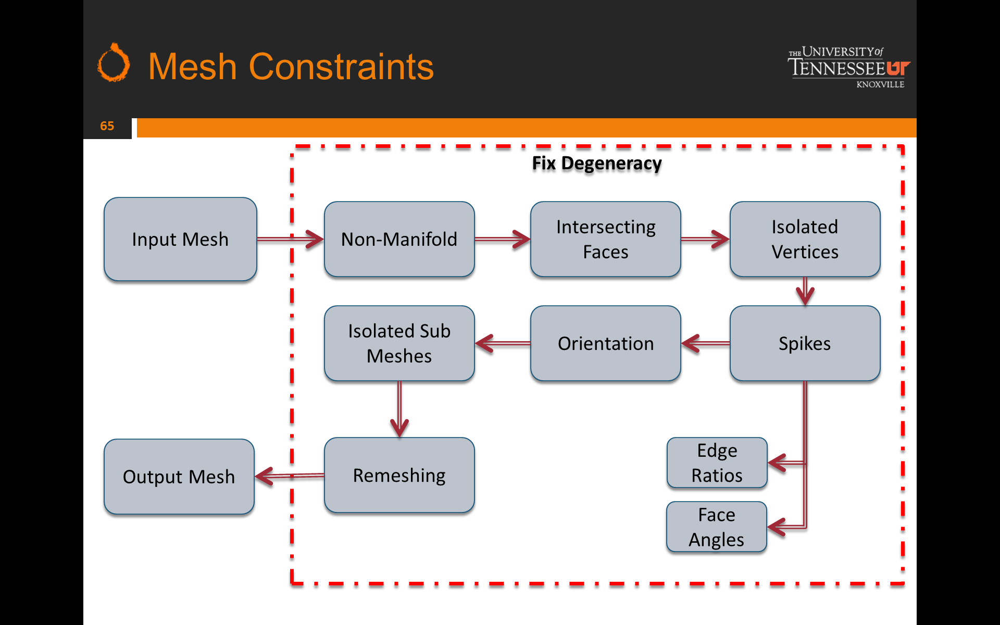 Mesh Constraints
THE UNIVERSITY of
TENNESSEE UT
KNOXVILLE
65
Fix Degeneracy
Input Mesh
Non-Manifold
Intersecting
Faces
Isolated
Vertices
Isolated Sub
Meshes
Orientation
Spikes
Edge
Ratios
Output Mesh
Remeshing
Face
Angles